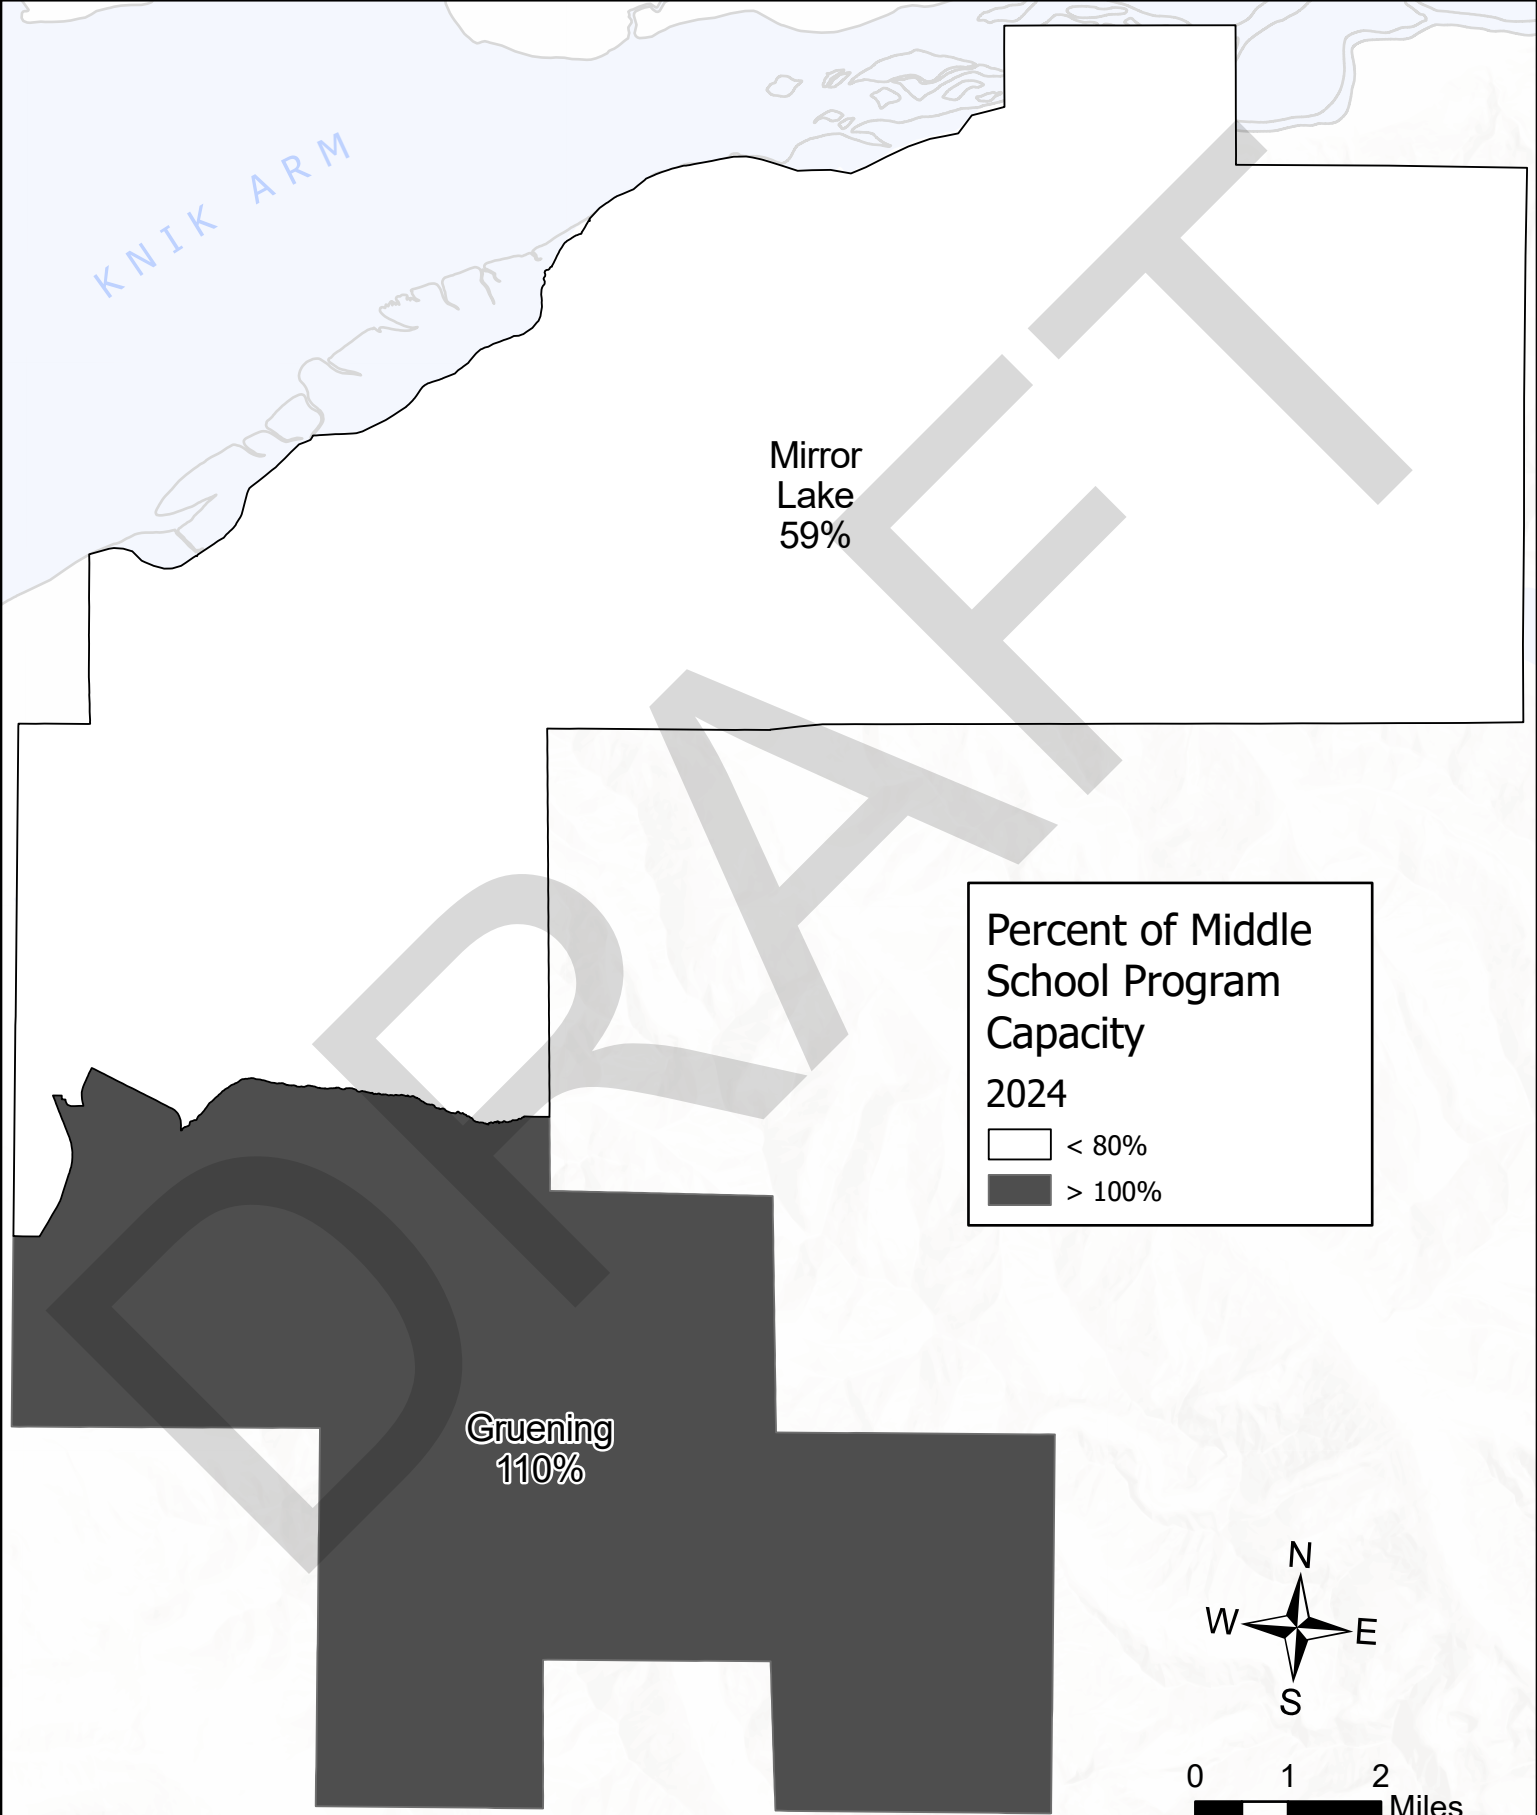 KNIK ARM
Mirror
Lake
59%
DRAFT
Percent of Middle
School Program
Capacity
2024
< 80%
> 100%
Gruening
110%
N
W
E
S
0 1 2
Miles